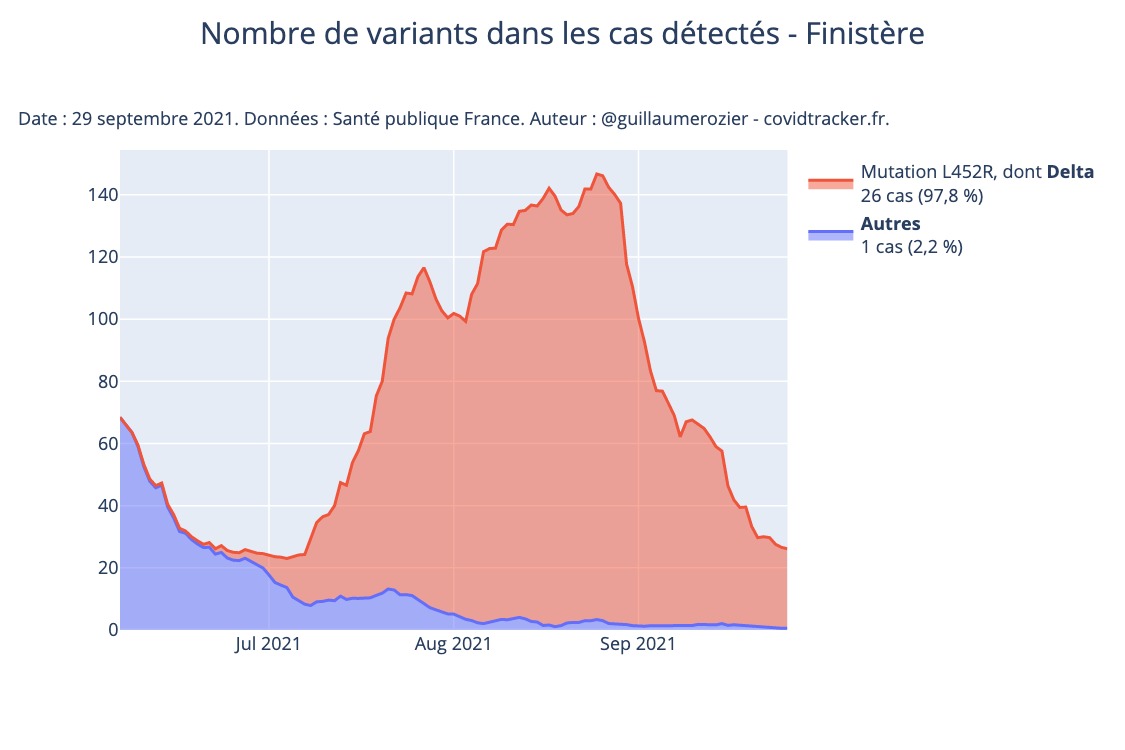 Nombre de variants dans les cas détectés - Finistère
Date : 29 septembre 2021. Données : Santé publique France. Auteur : @guillaumerozier - covidtracker.fr.
Mutation L452R, dont Delta
26 cas (97,8 %)
Autres
1 cas (2,2 %)
140
120
100
80
60
40
20
0
Jul 2021
Aug 2021
Sep 2021